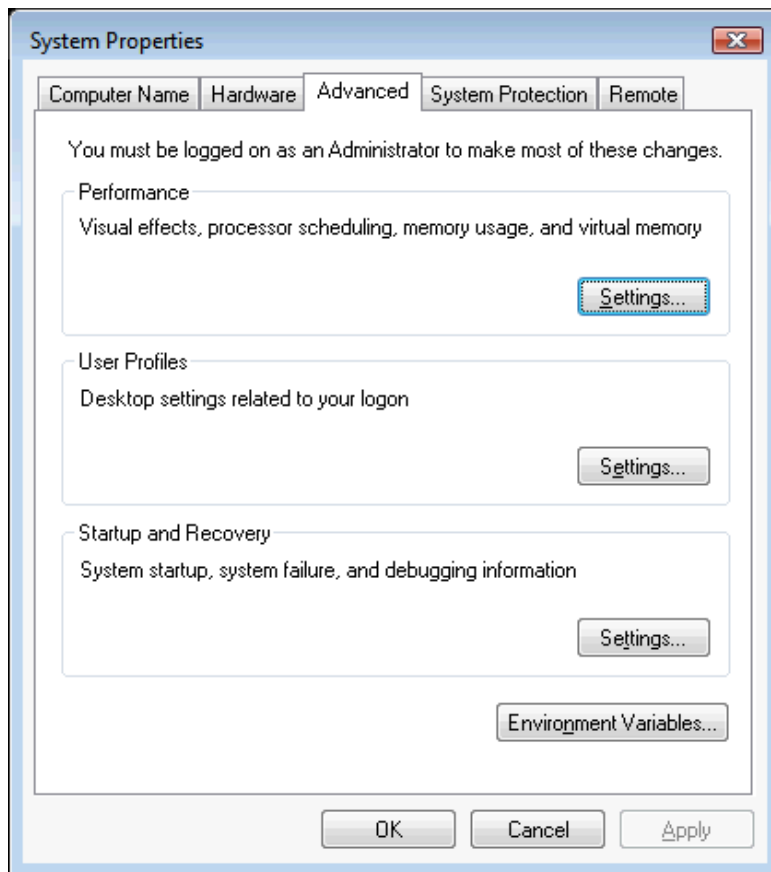 System Properties
Computer Name Hardware Advanced System Protection Remote
You must be logged on as an Administrator to make most of these changes.
Performance
Visual effects, processor scheduling, memory usage, and virtual memory
Settings...
User Profiles
Desktop settings related to your logon
Settings...
Startup and Recovery
System startup, system failure, and debugging information
Settings...
Environment Variables...
OK Cancel Apply